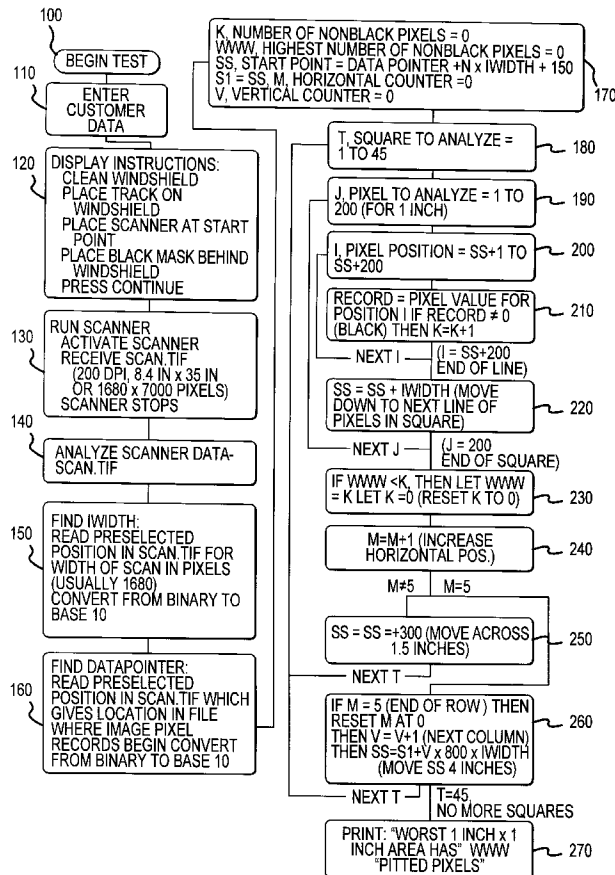 100
BEGIN TEST
110
ENTER
CUSTOMER
DATA
120
DISPLAY INSTRUCTIONS:
CLEAN WINDSHIELD
PLACE TRACK ON
WINDSHIELD
PLACE SCANNER AT START
POINT
PLACE BLACK MASK BEHIND
WINDSHIELD
PRESS CONTINUE
130
RUN SCANNER
ACTIVATE SCANNER
RECEIVE SCAN.TIF
(200 DPI, 8.4 IN x 35 IN
OR 1680 x 7000 PIXELS)
SCANNER STOPS
140
ANALYZE SCANNER DATA-
SCAN.TIF
150
FIND IWIDTH:
READ PRESELECTED
POSITION IN SCAN.TIF FOR
WIDTH OF SCAN IN PIXELS
(USUALLY 1680)
CONVERT FROM BINARY TO
BASE 10
160
FIND DATAPOINTER:
READ PRESELECTED
POSITION IN SCAN.TIF WHICH
GIVES LOCATION IN FILE
WHERE IMAGE PIXEL
RECORDS BEGIN CONVERT
FROM BINARY TO BASE 10
K, NUMBER OF NONBLACK PIXELS = 0
WWW, HIGHEST NUMBER OF NONBLACK PIXELS = 0
SS, START POINT = DATA POINTER +N x IWIDTH + 150
S1 = SS, M, HORIZONTAL COUNTER =0
V, VERTICAL COUNTER = 0
170
T, SQUARE TO ANALYZE =
1 TO 45
180
J, PIXEL TO ANALYZE = 1 TO
200 (FOR 1 INCH)
190
I, PIXEL POSITION = SS+1 TO
SS+200
200
RECORD = PIXEL VALUE FOR
POSITION I IF RECORD ≠ 0
(BLACK) THEN K=K+1
210
NEXT I
(I = SS+200
END OF LINE)
SS = SS + IWIDTH (MOVE
DOWN TO NEXT LINE OF
PIXELS IN SQUARE)
220
NEXT J
(J = 200
END OF SQUARE)
IF WWW <K, THEN LET WWW
= K LET K =0 (RESET K TO 0)
230
M=M+1 (INCREASE
HORIZONTAL POS.)
240
M≠5
M=5
SS = SS =+300 (MOVE ACROSS
1.5 INCHES)
250
NEXT T
IF M = 5 (END OF ROW ) THEN
RESET M AT 0
THEN V = V+1 (NEXT COLUMN)
THEN SS=S1+V x 800 x IWIDTH
(MOVE SS 4 INCHES)
260
NEXT T
T=45,
NO MORE SQUARES
PRINT: "WORST 1 INCH x 1
INCH AREA HAS" WWW
"PITTED PIXELS"
270